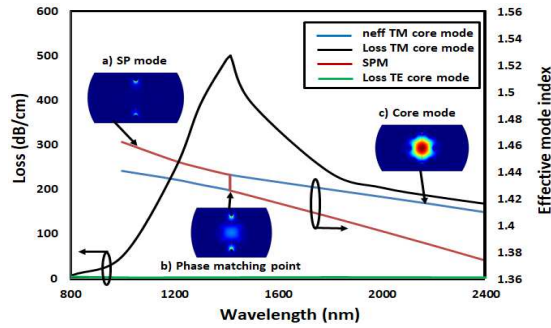 600
500
400
300
200
100
0
Loss (dB/cm)
1.56
1.54
1.52
1.5
1.48
1.46
1.44
1.42
1.4
1.38
1.36
Effective mode index
neff TM core mode
Loss TM core mode
SPM
Loss TE core mode
a) SP mode
c) Core mode
b) Phase matching point
800 1200 1600 2000 2400
Wavelength (nm)